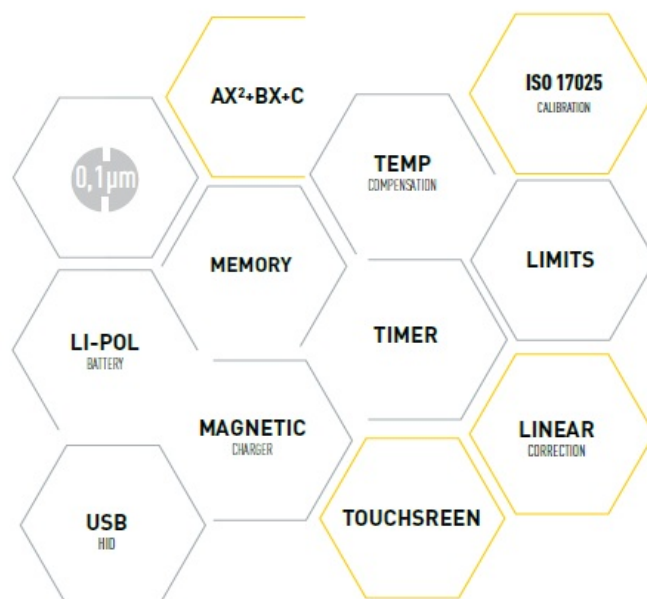 AX²+BX+C
ISO 17025
CALIBRATION
0,1µm
TEMP
COMPENSATION
MEMORY
LIMITS
TIMER
LI-POL
BATTERY
MAGNETIC
CHARGER
LINEAR
CORRECTION
USB
HID
TOUCHSREEN